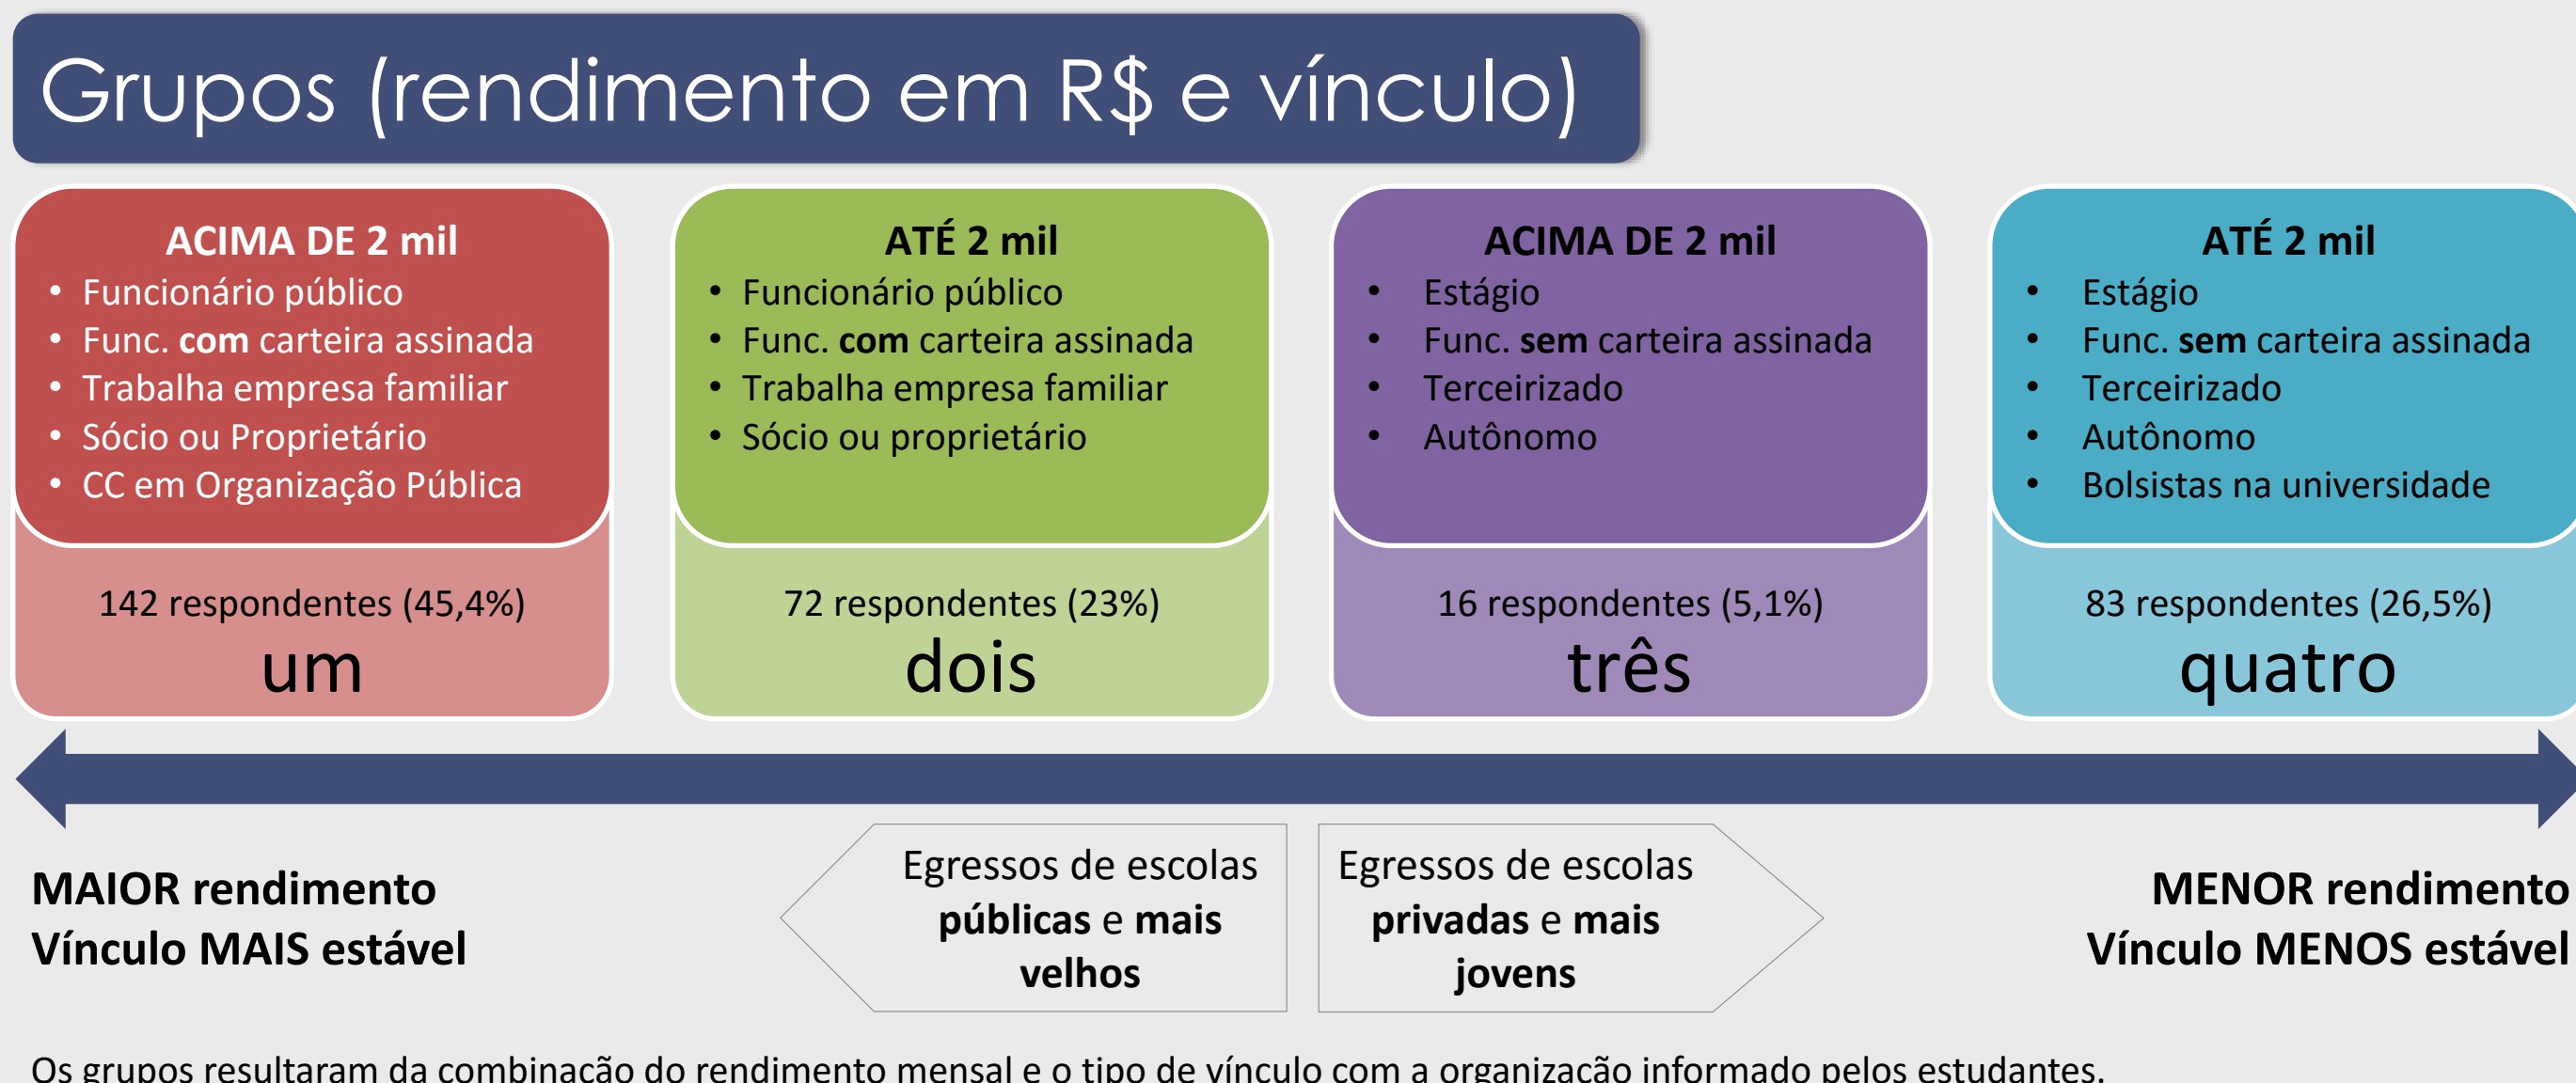 Grupos (rendimento em R$ e vínculo)
ACIMA DE 2 mil
• Funcionário público
• Func. com carteira assinada
• Trabalha empresa familiar
• Sócio ou Proprietário
• CC em Organização Pública
142 respondentes (45,4%)
um
ATÉ 2 mil
• Funcionário público
• Func. com carteira assinada
• Trabalha empresa familiar
• Sócio ou proprietário
72 respondentes (23%)
dois
ACIMA DE 2 mil
• Estágio
• Func. sem carteira assinada
• Terceirizado
• Autônomo
16 respondentes (5,1%)
três
ATÉ 2 mil
• Estágio
• Func. sem carteira assinada
• Terceirizado
• Autônomo
• Bolsistas na universidade
83 respondentes (26,5%)
quatro
MAIOR rendimento
Vínculo MAIS estável
Egressos de escolas
públicas e mais
velhos
Egressos de escolas
privadas e mais
jovens
MENOR rendimento
Vínculo MENOS estável
Os grupos resultaram da combinação do rendimento mensal e o tipo de vínculo com a organização informado pelos estudantes.